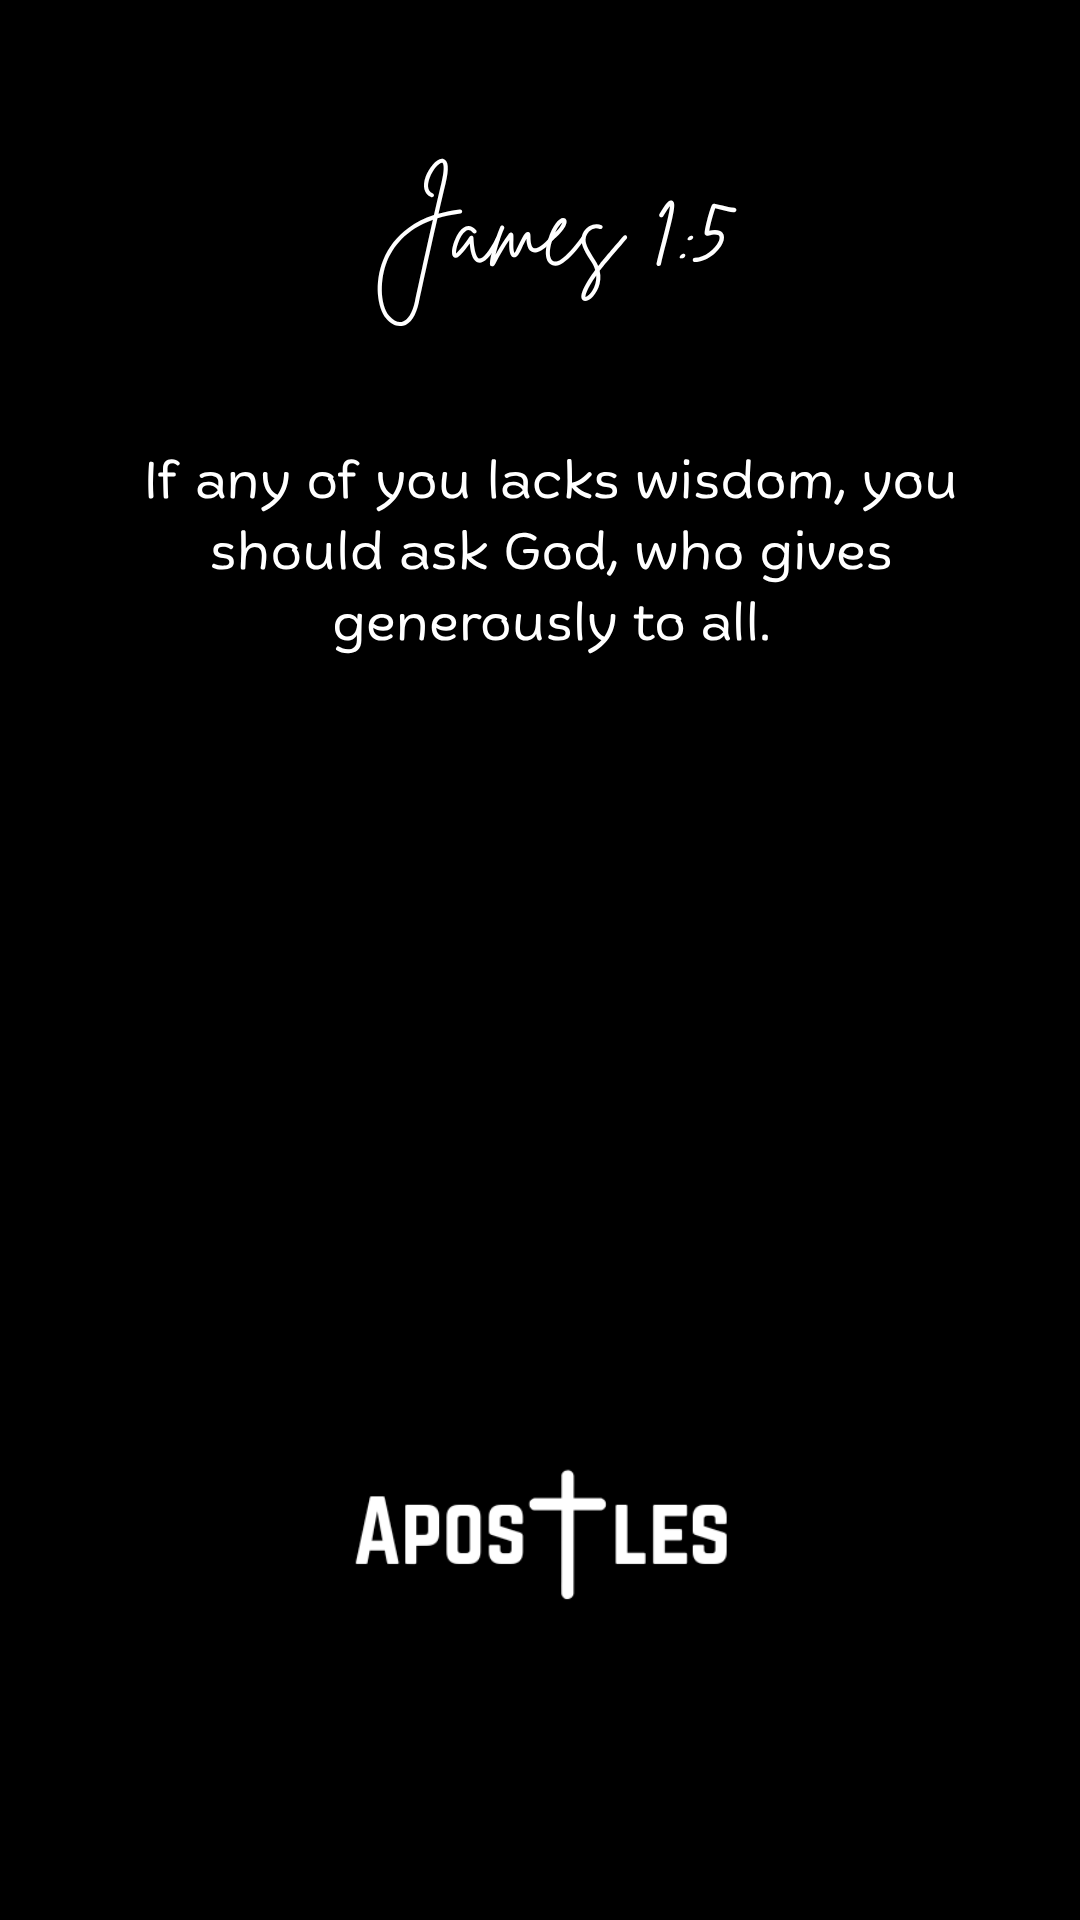 James 1:5
If any of you lacks wisdom, you
should ask God, who gives
generously to all.
APOSTLES